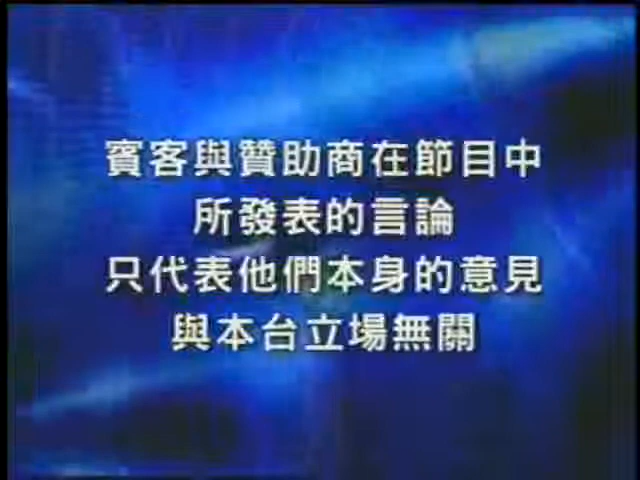 賓客與贊助商在節目中
所發表的言論
只代表他們本身的意見
與本台立場無關